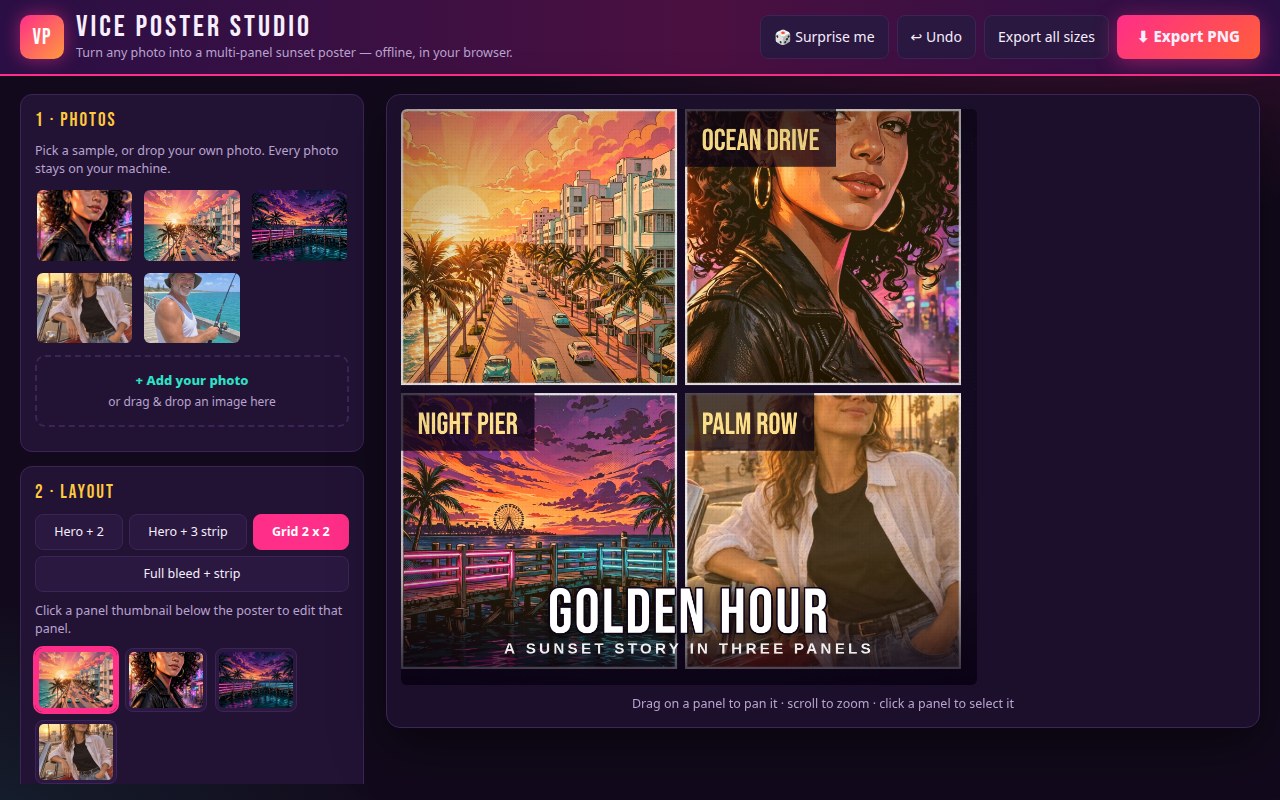 VP
VICE POSTER STUDIO
Turn any photo into a multi-panel sunset poster — offline, in your browser.
🎲 Surprise me
↩ Undo
Export all sizes
⬇ Export PNG
1 · PHOTOS
Pick a sample, or drop your own photo. Every photo
stays on your machine.
+ Add your photo
or drag & drop an image here
2 · LAYOUT
Hero + 2
Hero + 3 strip
Grid 2 x 2
Full bleed + strip
Click a panel thumbnail below the poster to edit that
panel.
OCEAN DRIVE
NIGHT PIER
PALM ROW
GOLDEN HOUR
A SUNSET STORY IN THREE PANELS
Drag on a panel to pan it · scroll to zoom · click a panel to select it